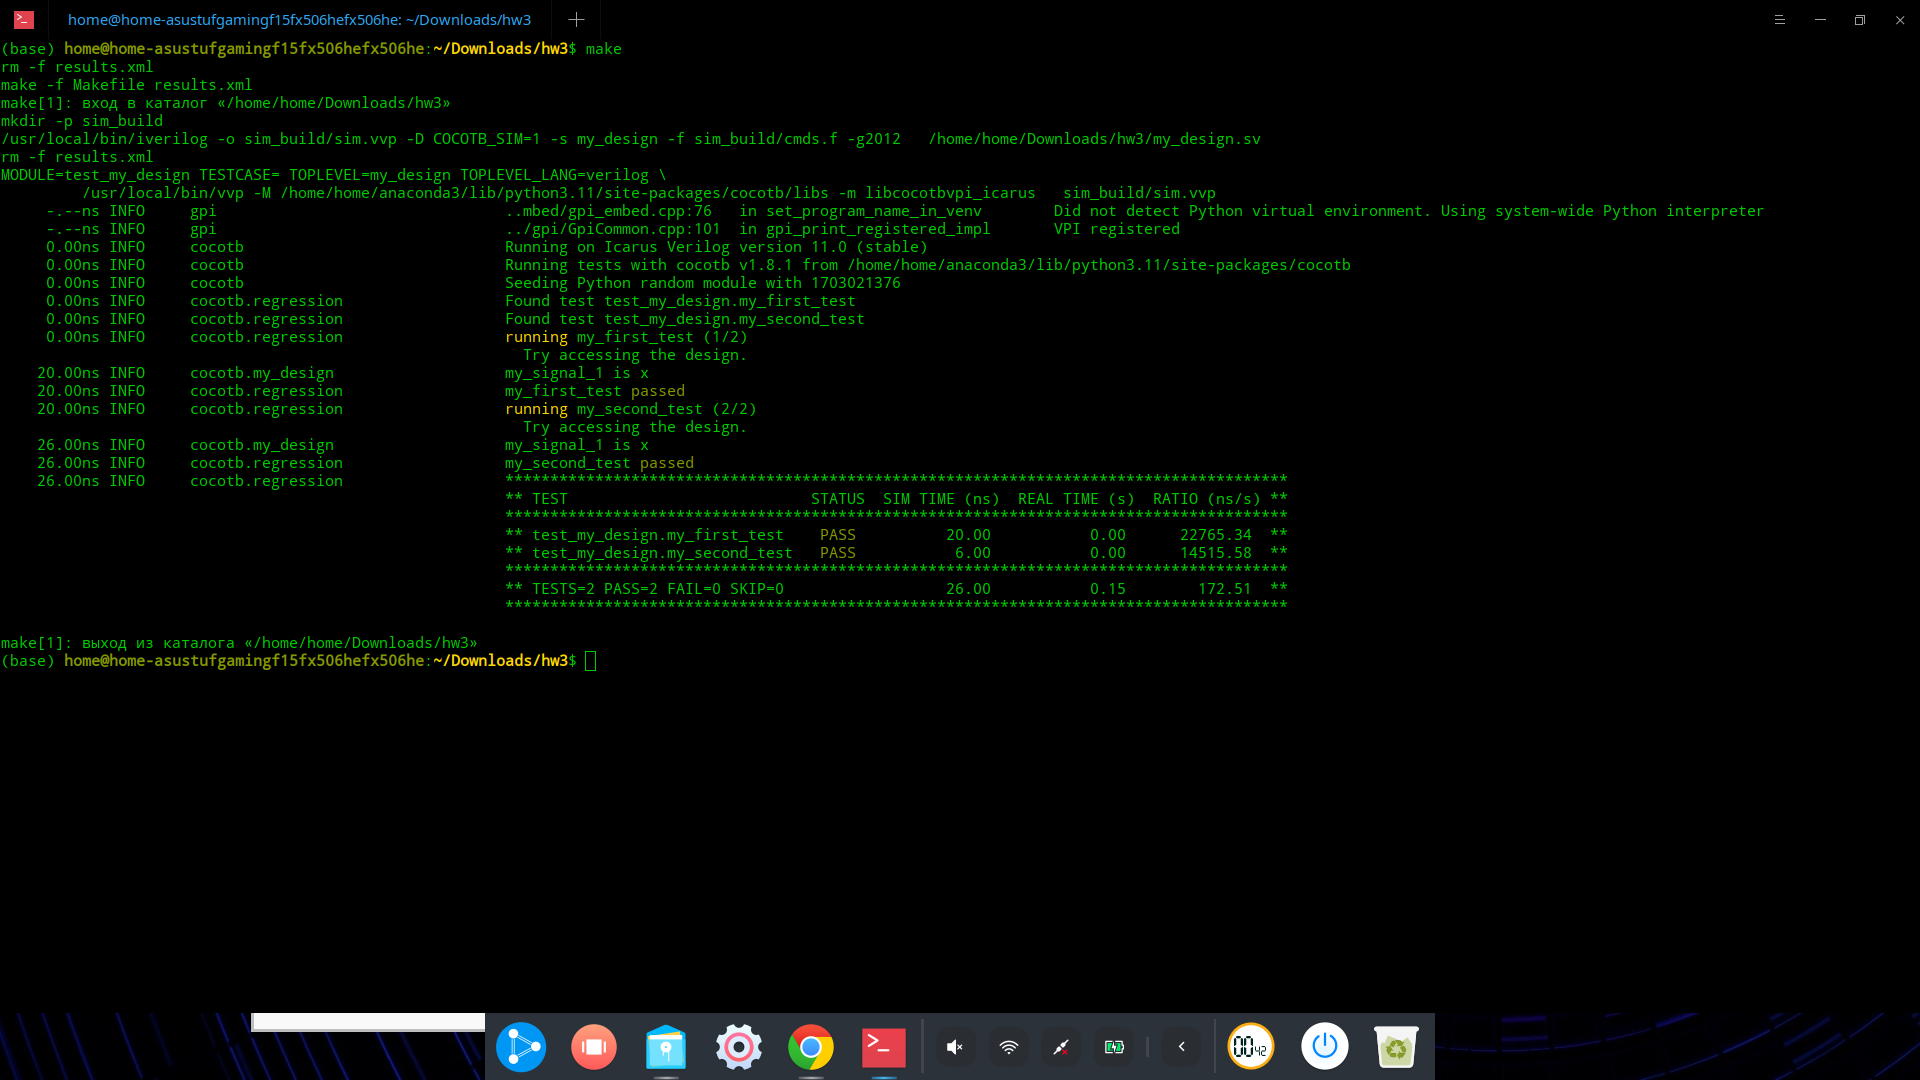 home@home-asustufgamingf15fx506hefx506he: ~/Downloads/hw3
(base) home@home-asustufgamingf15fx506hefx506he:~/Downloads/hw3$ make
rm -f results.xml
make -f Makefile results.xml
make[1]: вход в каталог «/home/home/Downloads/hw3»
mkdir -p sim_build
/usr/local/bin/iverilog -o sim_build/sim.vvp -D COCOTB_SIM=1 -s my_design -f sim_build/cmds.f -g2012   /home/home/Downloads/hw3/my_design.sv
rm -f results.xml
MODULE=test_my_design TESTCASE= TOPLEVEL=my_design TOPLEVEL_LANG=verilog \
/usr/local/bin/vvp -M /home/home/anaconda3/lib/python3.11/site-packages/cocotb/libs -m libcocotbvpi_icarus   sim_build/sim.vvp
-.--ns INFO     gpi                                ..mbed/gpi_embed.cpp:76   in set_program_name_in_venv        Did not detect Python virtual environment. Using system-wide Python interpreter
-.--ns INFO     gpi                                ../gpi/GpiCommon.cpp:101  in gpi_print_registered_impl       VPI registered
0.00ns INFO     cocotb                             Running on Icarus Verilog version 11.0 (stable)
0.00ns INFO     cocotb                             Running tests with cocotb v1.8.1 from /home/home/anaconda3/lib/python3.11/site-packages/cocotb
0.00ns INFO     cocotb                             Seeding Python random module with 1703021376
0.00ns INFO     cocotb.regression                  Found test test_my_design.my_first_test
0.00ns INFO     cocotb.regression                  Found test test_my_design.my_second_test
0.00ns INFO     cocotb.regression                  running my_first_test (1/2)
Try accessing the design.
20.00ns INFO     cocotb.my_design                   my_signal_1 is x
20.00ns INFO     cocotb.regression                  my_first_test passed
20.00ns INFO     cocotb.regression                  running my_second_test (2/2)
Try accessing the design.
26.00ns INFO     cocotb.my_design                   my_signal_1 is x
26.00ns INFO     cocotb.regression                  my_second_test passed
26.00ns INFO     cocotb.regression                  ***************************************************************************************
** TEST                           STATUS  SIM TIME (ns)  REAL TIME (s)  RATIO (ns/s) **
***************************************************************************************
** test_my_design.my_first_test    PASS          20.00           0.00      22765.34  **
** test_my_design.my_second_test   PASS           6.00           0.00      14515.58  **
***************************************************************************************
** TESTS=2 PASS=2 FAIL=0 SKIP=0                  26.00           0.15        172.51  **
***************************************************************************************
make[1]: выход из каталога «/home/home/Downloads/hw3»
(base) home@home-asustufgamingf15fx506hefx506he:~/Downloads/hw3$
00:42